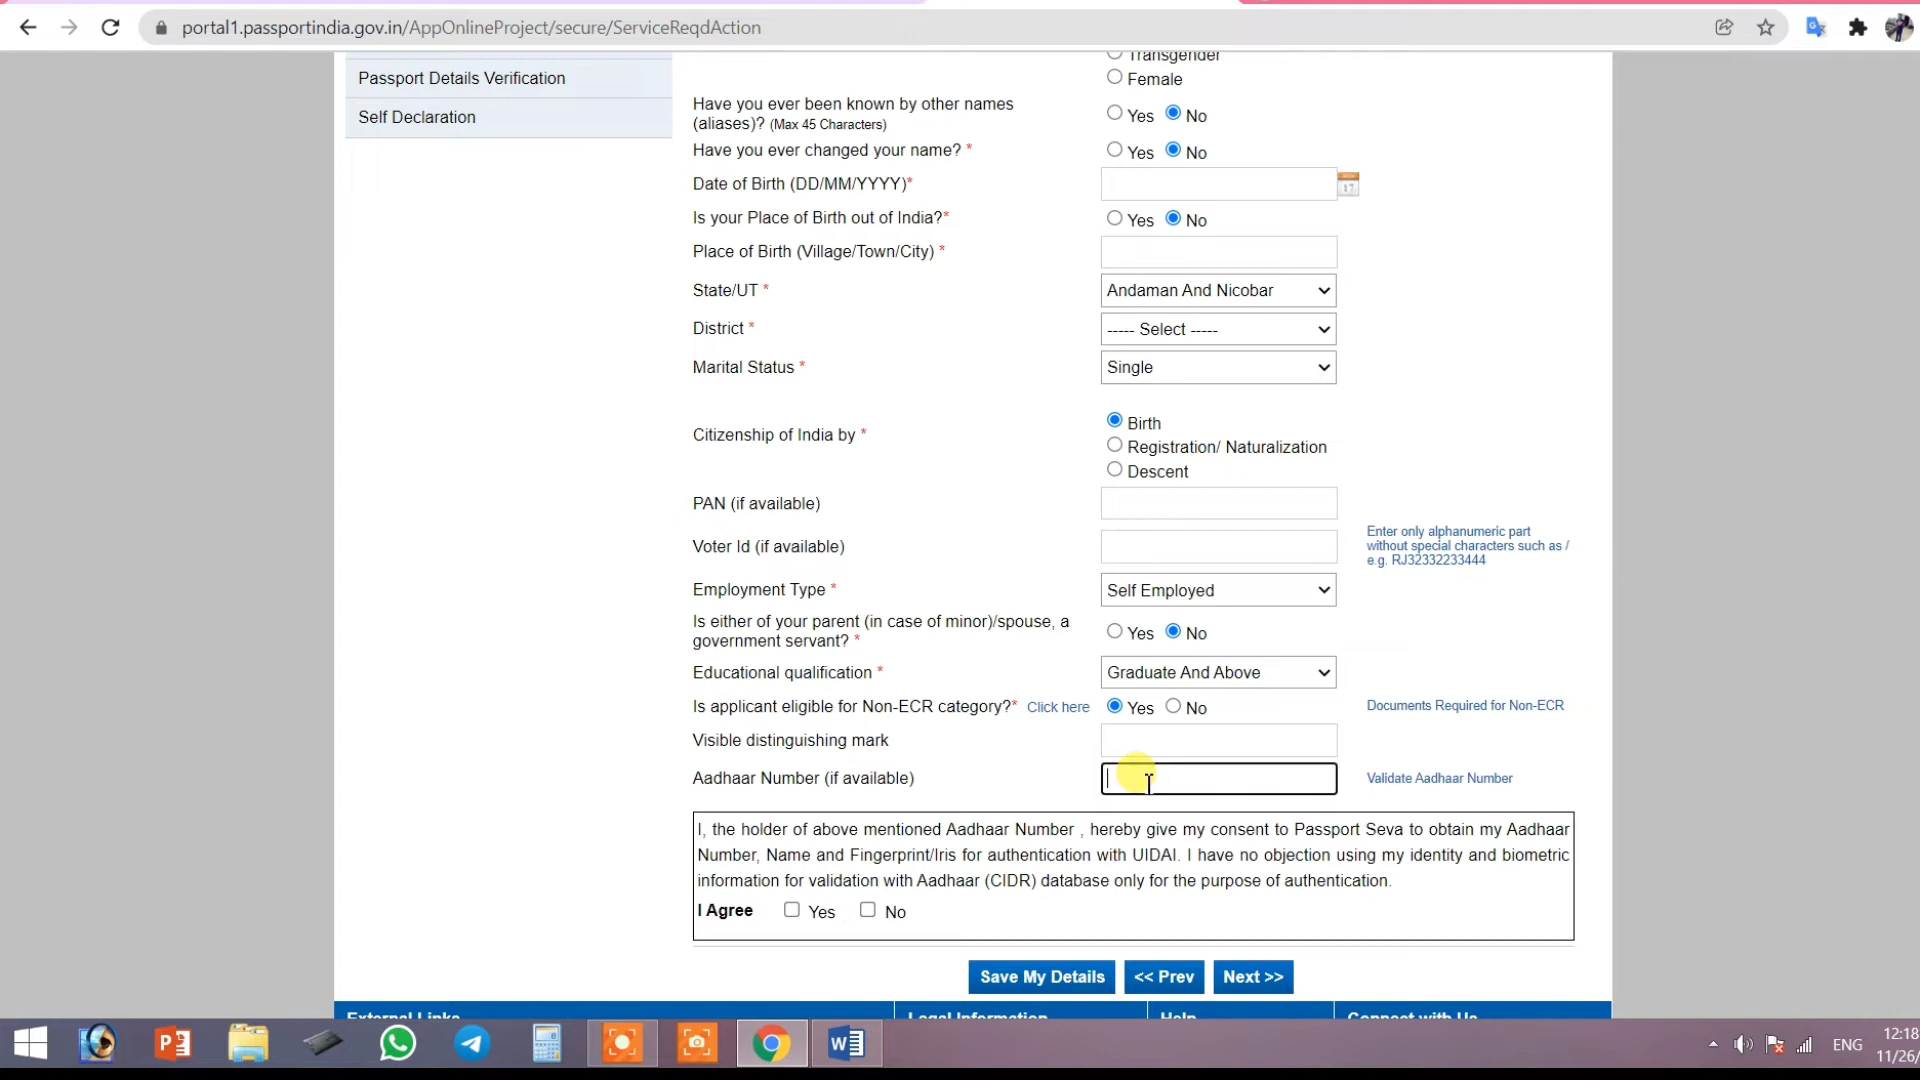 portal1.passportindia.gov.in/AppOnlineProject/secure/ServiceReqdAction
Passport Details Verification
Self Declaration
Transgender
Female
Have you ever been known by other names
(aliases)? (Max 45 Characters)
Yes No
Have you ever changed your name? *
Yes No
Date of Birth (DD/MM/YYYY)*
17
Is your Place of Birth out of India?*
Yes No
Place of Birth (Village/Town/City) *
State/UT *
Andaman And Nicobar
District *
----- Select -----
Marital Status *
Single
Citizenship of India by *
Birth
Registration/ Naturalization
Descent
PAN (if available)
Voter Id (if available)
Enter only alphanumeric part
without special characters such as /
e.g. RJ32332233444
Employment Type *
Self Employed
Is either of your parent (in case of minor)/spouse, a
government servant? *
Yes No
Educational qualification *
Graduate And Above
Is applicant eligible for Non-ECR category?* Click here
Yes No
Documents Required for Non-ECR
Visible distinguishing mark
Aadhaar Number (if available)
Validate Aadhaar Number
I, the holder of above mentioned Aadhaar Number , hereby give my consent to Passport Seva to obtain my Aadhaar
Number, Name and Fingerprint/Iris for authentication with UIDAI. I have no objection using my identity and biometric
information for validation with Aadhaar (CIDR) database only for the purpose of authentication.
I Agree Yes No
Save My Details << Prev Next >>
External Links Legal Information Help Connect with Us
ENG
12:18
11/26/